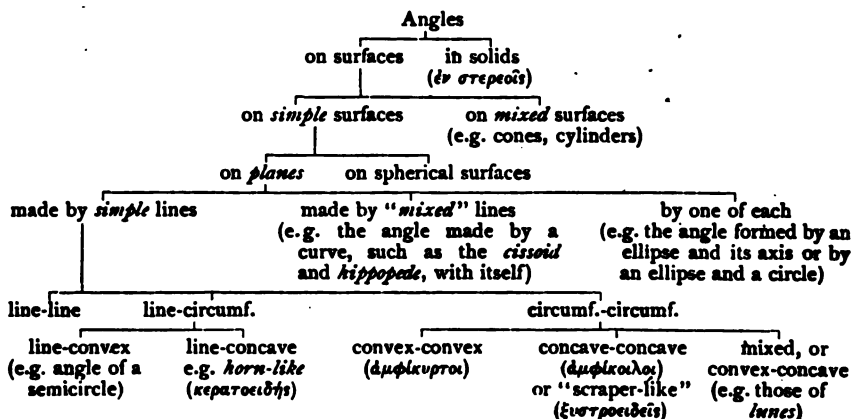 Angles
on surfaces in solids
(ἐν στερεοῖς)
on simple surfaces on mixed surfaces
(e.g. cones, cylinders)
on planes on spherical surfaces
made by simple lines made by "mixed" lines by one of each
(e.g. the angle made by a (e.g. the angle formed by an
curve, such as the cissoid ellipse and its axis or by
and hippopede, with itself) an ellipse and a circle)
line-line line-circumf. circumf.-circumf.
line-convex line-concave convex-convex concave-concave mixed, or
(e.g. angle of a e.g. horn-like (ἀμφίκυρτοι) (ἀμφίκοιλοι) convex-concave
semicircle) (κερατοειδής) or "scraper-like" (e.g. those of
(ξυστροειδεῖς) lunes)